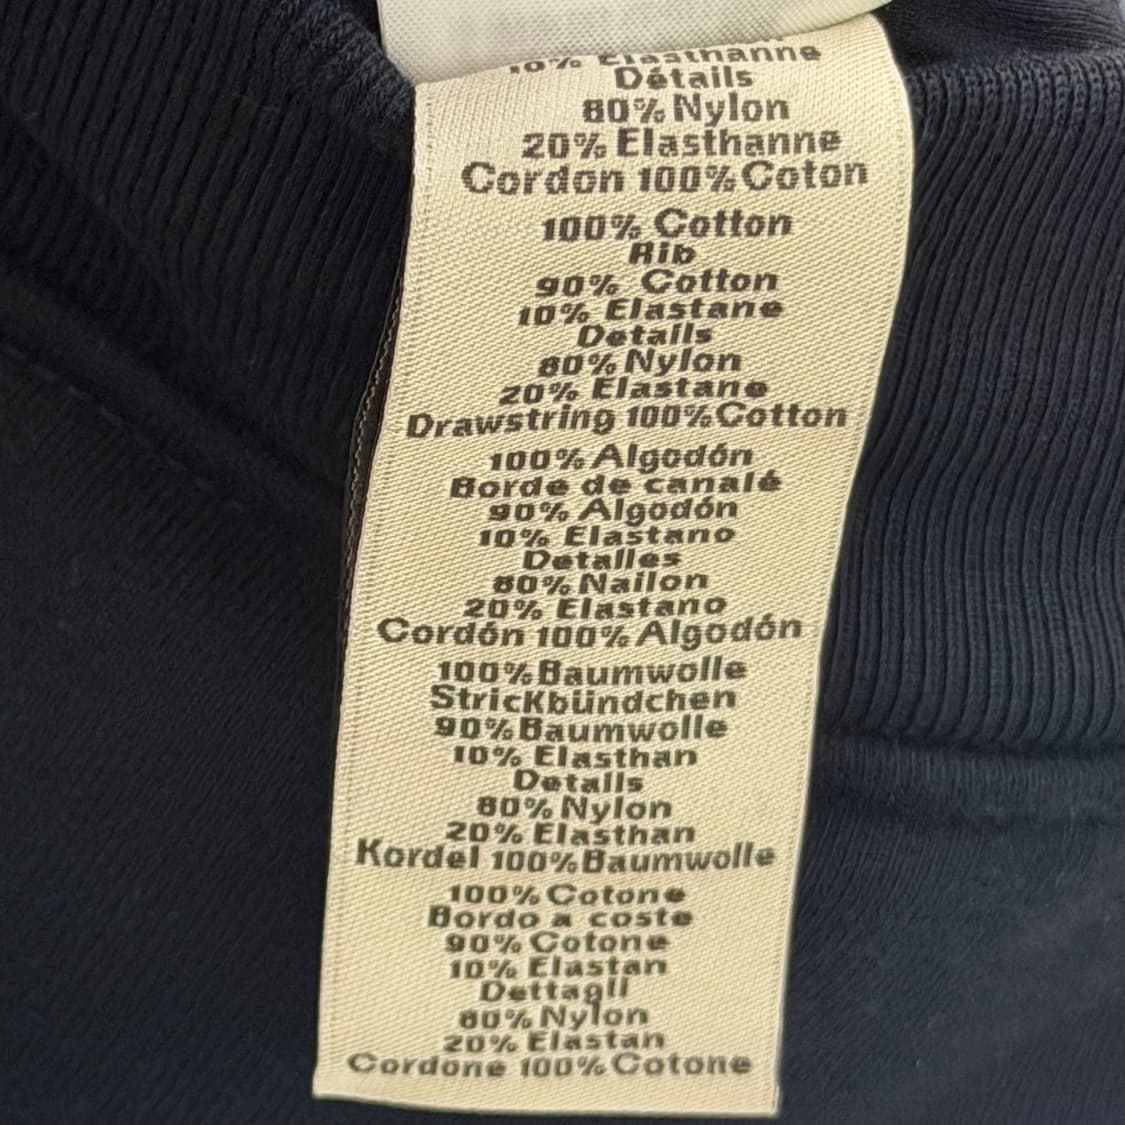 10% Elasthanne
Détails
80% Nylon
20% Elasthanne
Cordon 100% Coton
100% Cotton
Rib
90% Cotton
10% Elastane
Details
80% Nylon
20% Elastane
Drawstring 100% Cotton
100% Algodón
Borde de canalé
90% Algodón
10% Elastano
Detalles
80% Nailon
20% Elastano
Cordón 100% Algodón
100% Baumwolle
StricKbündchen
90% Baumwolle
10% Elasthan
Details
80% Nylon
20% Elasthan
Kordel 100% Baumwolle
100% Cotone
Bordo a coste
90% Cotone
10% Elastan
Dettagli
80% Nylon
20% Elastan
Cordone 100% Cotone